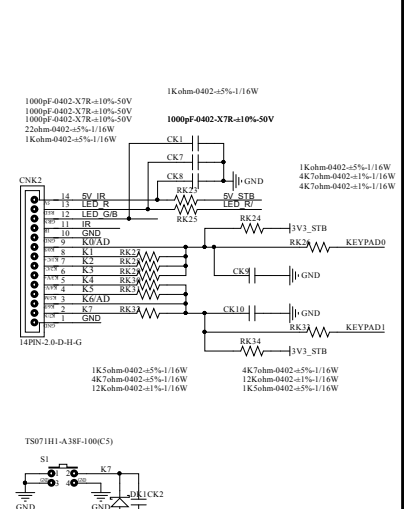 1Kohm-0402-±5%-1/16W
1000pF-0402-X7R-±10%-50V
1000pF-0402-X7R-±10%-50V
1000pF-0402-X7R-±10%-50V
1000pF-0402-X7R-±10%-50V
22ohm-0402-±5%-1/16W
1Kohm-0402-±5%-1/16W
CK1
CK7
1Kohm-0402-±5%-1/16W
4K7ohm-0402-±1%-1/16W
4K7ohm-0402-±1%-1/16W
CNK2
CK8
GND
RK23
14 5V_IR
5V_STB
13 LED_R
LED_R/
12 LED_G/B
RK25
RK24
11 IR
3V3_STB
10 GND
9 K0/AD
KEYPAD0
8 K1
7 K2
6 K3
CK9
GND
5 K4
4 K5
3 K6/AD
CK10
GND
2 K7
1 GND
KEYPAD1
RK34
3V3_STB
14PIN-2.0-D-H-G
1K5ohm-0402-±5%-1/16W
4K7ohm-0402-±5%-1/16W
4K7ohm-0402-±5%-1/16W
12Kohm-0402-±1%-1/16W
12Kohm-0402-±1%-1/16W
1K5ohm-0402-±5%-1/16W
TS071H1-A38F-100(C5)
S1
K7
1 2
3 4
DK1CK2
GND
GND